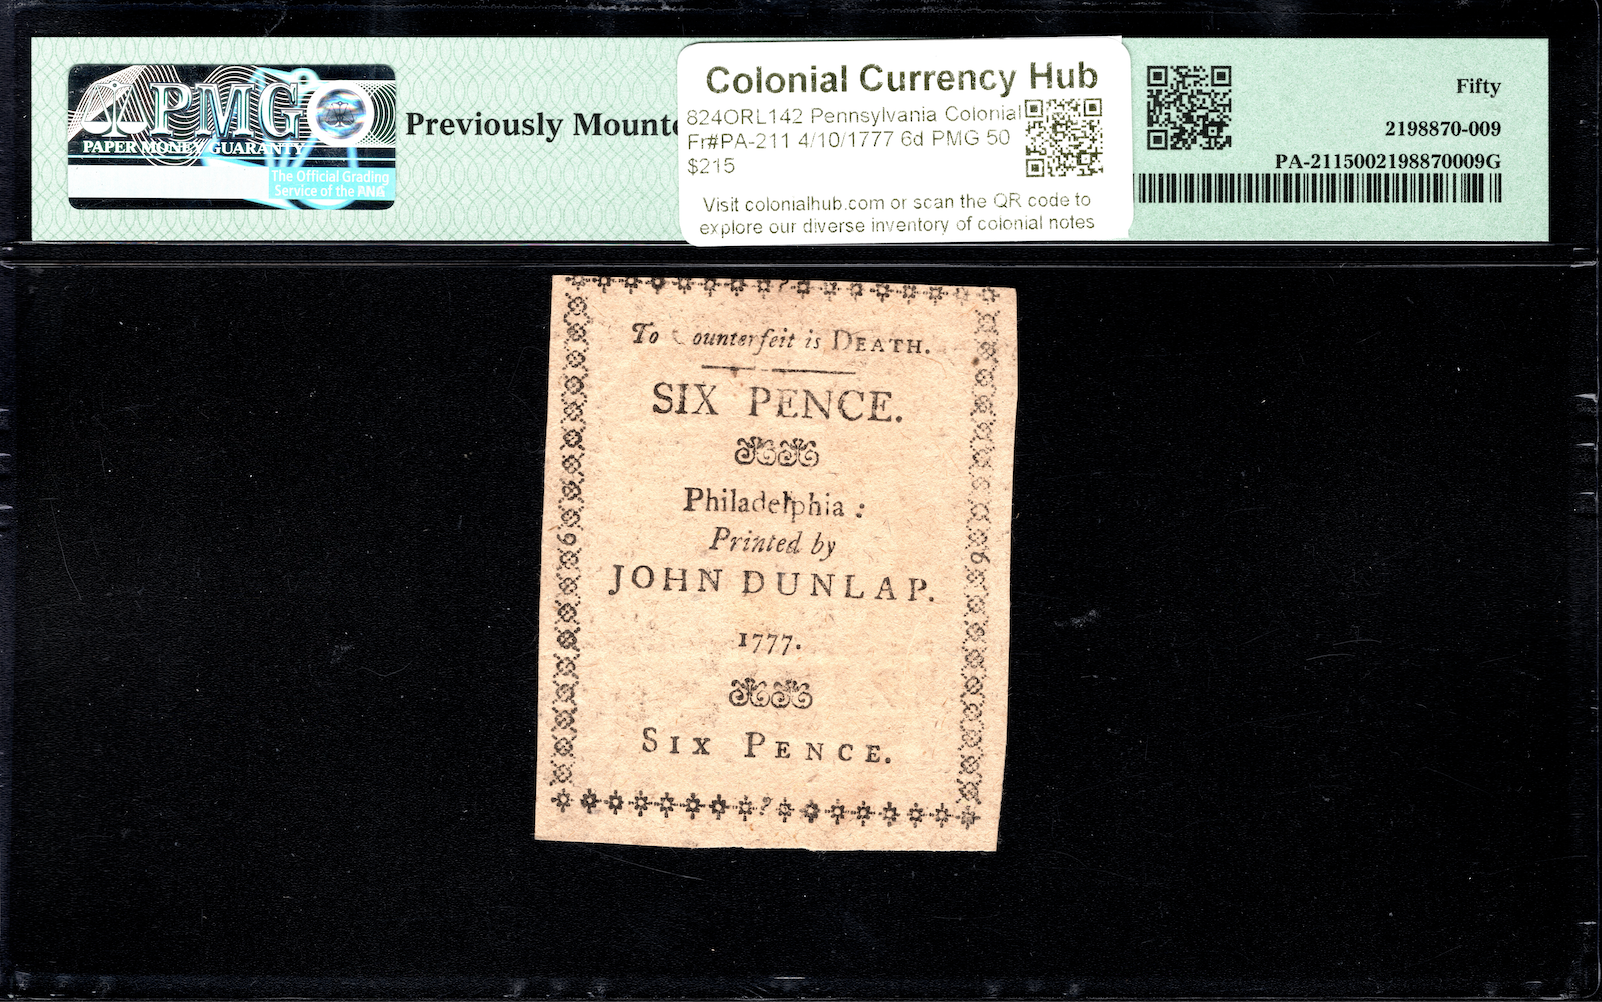 PMG
PAPER MONEY GUARANTY
The Official Grading
Service of the PNG
Previously Mounte
Colonial Currency Hub
824ORL142 Pennsylvania Colonial
Fr#PA-211 4/10/1777 6d PMG 50
$215
Visit colonialhub.com or scan the QR code to
explore our diverse inventory of colonial notes
Fifty
2198870-009
PA-2115002198870009G
To Counterfeit is DEATH.
SIX PENCE.
Philadelphia:
Printed by
JOHN DUNLAP.
1777.
SIX PENCE.
6
6